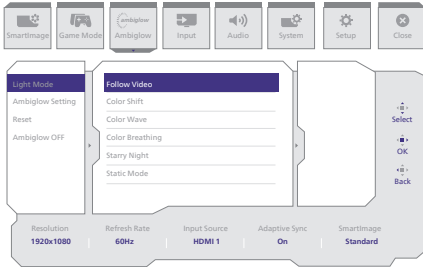 SmartImage Game Mode Ambiglow Input Audio System Setup Close
ambiglow
Light Mode
Ambiglow Setting
Reset
Ambiglow OFF
Follow Video
Color Shift
Color Wave
Color Breathing
Starry Night
Static Mode
Select
OK
Back
Resolution Refresh Rate Input Source Adaptive Sync SmartImage
1920x1080 60Hz HDMI 1 On Standard